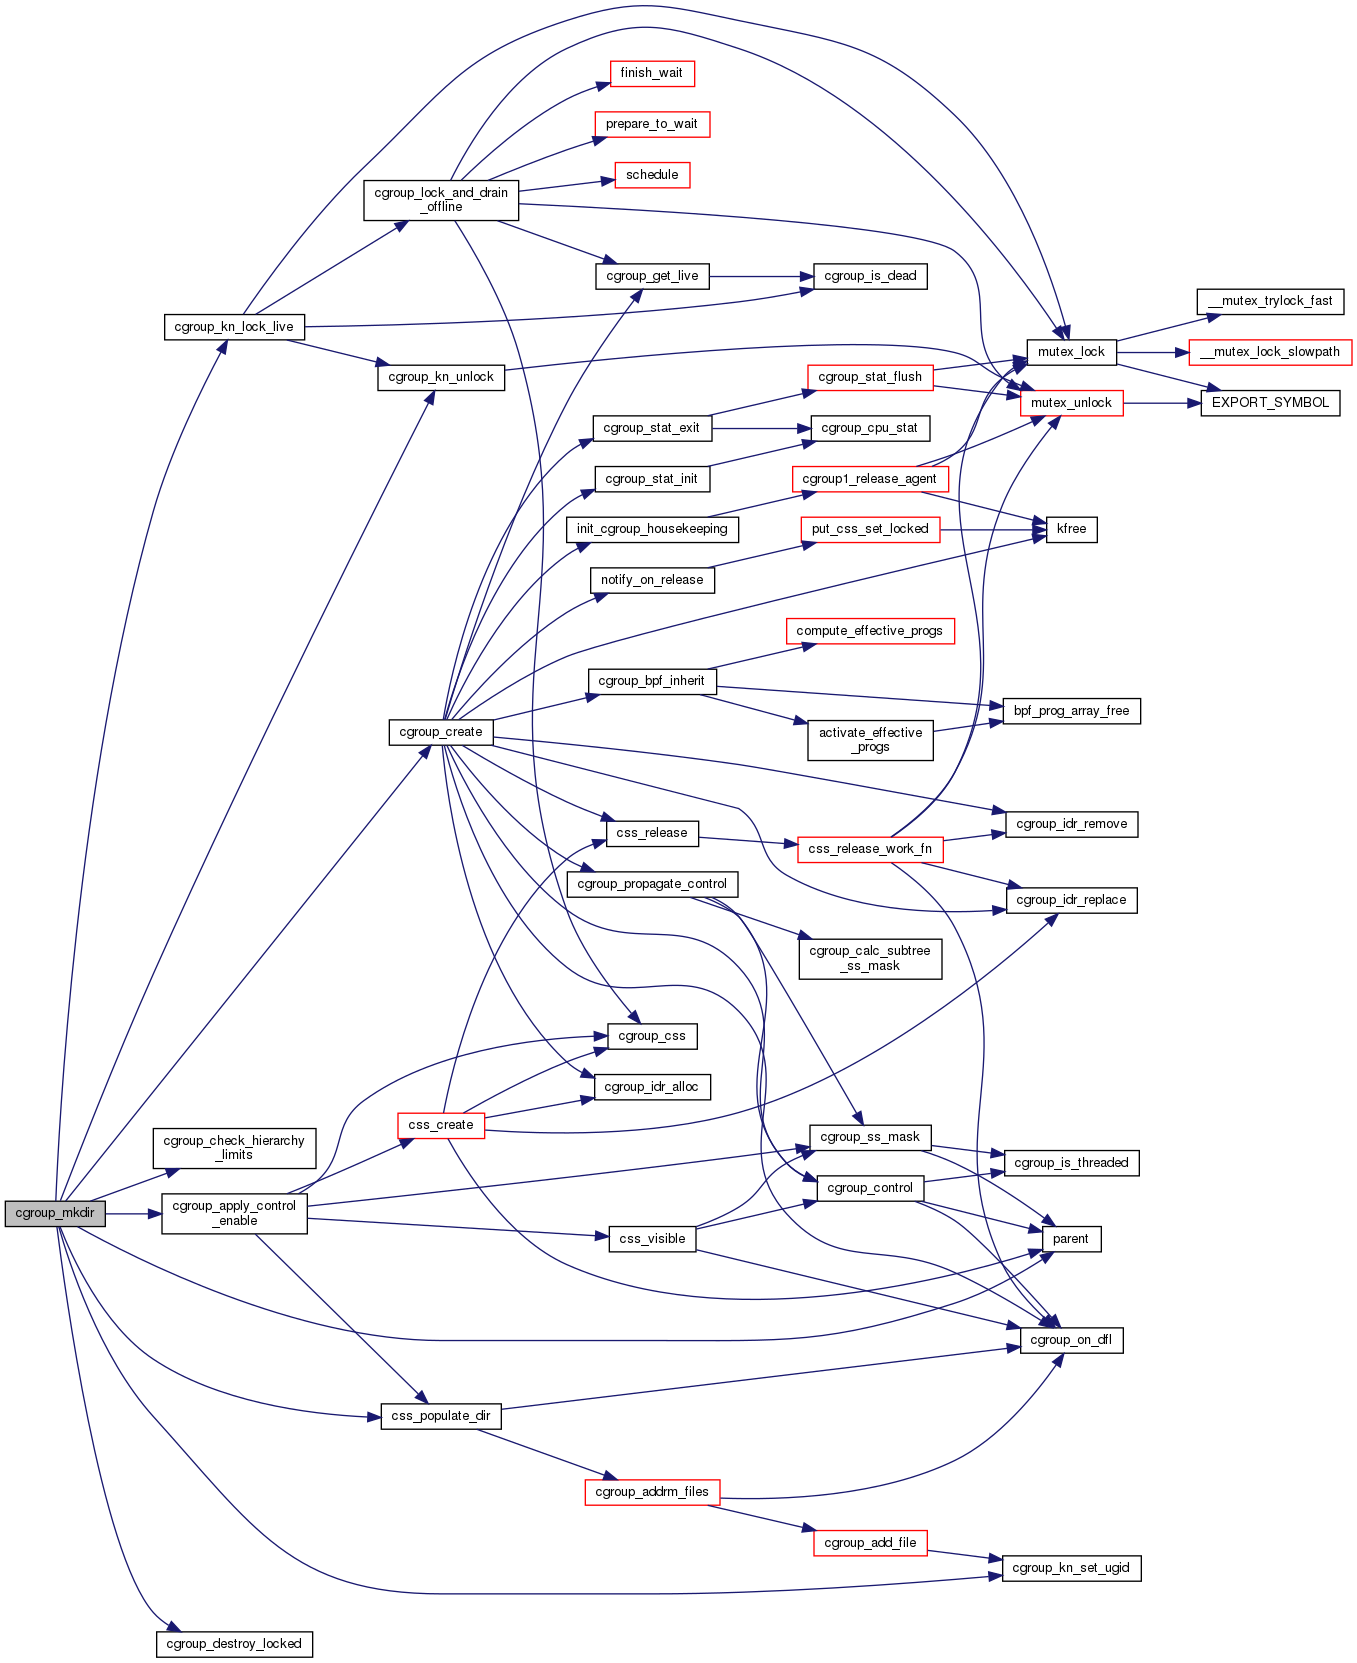 finish_wait
prepare_to_wait
schedule
cgroup_lock_and_drain
_offline
cgroup_get_live
cgroup_is_dead
__mutex_trylock_fast
cgroup_kn_lock_live
mutex_lock
__mutex_lock_slowpath
cgroup_kn_unlock
cgroup_stat_flush
mutex_unlock
EXPORT_SYMBOL
cgroup_stat_exit
cgroup_cpu_stat
cgroup_stat_init
cgroup1_release_agent
init_cgroup_housekeeping
put_css_set_locked
kfree
notify_on_release
compute_effective_progs
cgroup_bpf_inherit
bpf_prog_array_free
cgroup_create
activate_effective
_progs
css_release
cgroup_idr_remove
css_release_work_fn
cgroup_propagate_control
cgroup_idr_replace
cgroup_calc_subtree
_ss_mask
cgroup_css
cgroup_idr_alloc
css_create
cgroup_check_hierarchy
_limits
cgroup_ss_mask
cgroup_is_threaded
cgroup_control
cgroup_mkdir
cgroup_apply_control
_enable
css_visible
parent
cgroup_on_dfl
css_populate_dir
cgroup_addrm_files
cgroup_add_file
cgroup_kn_set_ugid
cgroup_destroy_locked